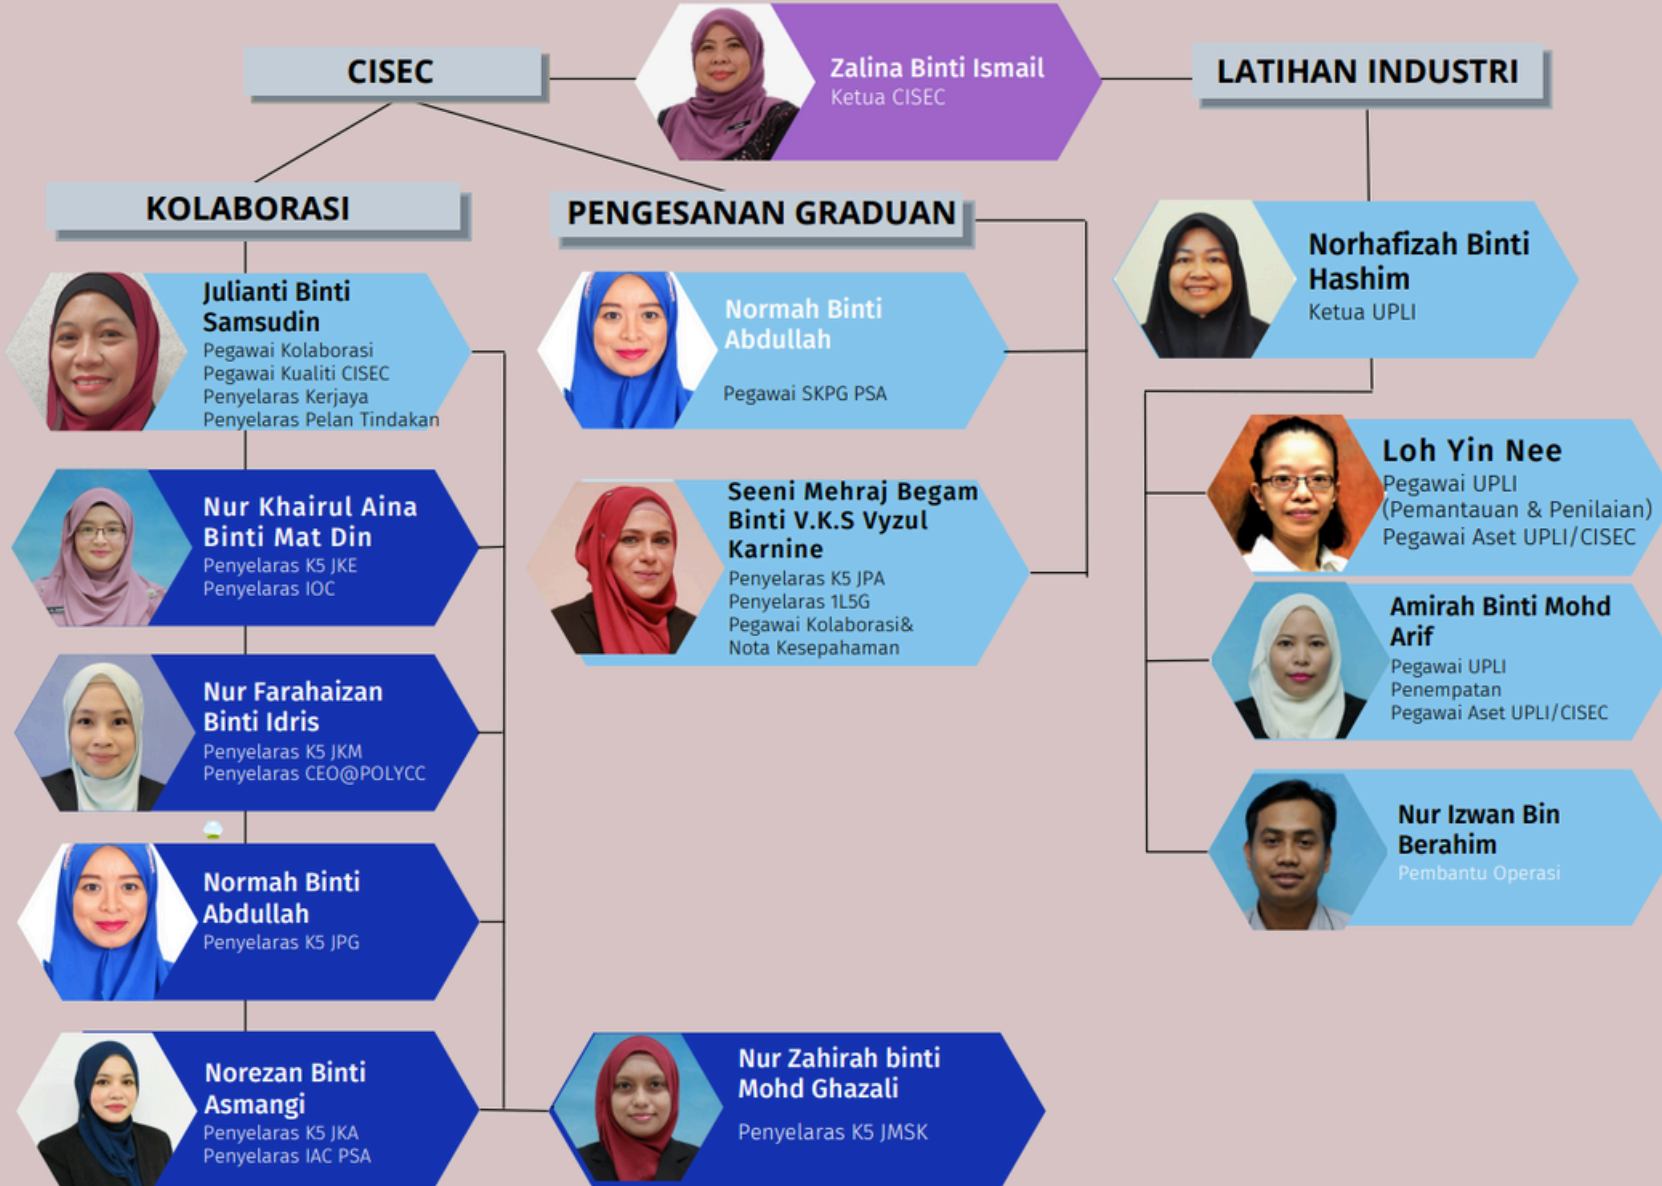 Zalina Binti Ismail
Ketua CISEC
CISEC
LATIHAN INDUSTRI
KOLABORASI
Julianti Binti
Samsudin
Pegawai Kolaborasi
Pegawai Kualiti CISEC
Penyelaras Kerjaya
Penyelaras Pelan Tindakan
Nur Khairul Aina
Binti Mat Din
Penyelaras K5 JKE
Penyelaras IOC
Nur Farahaizan
Binti Idris
Penyelaras K5 JKM
Penyelaras CEO@POLYCC
Normah Binti
Abdullah
Penyelaras K5 JPG
Norezan Binti
Asmangi
Penyelaras K5 JKA
Penyelaras IAC PSA
Nur Zahirah binti
Mohd Ghazali
Penyelaras K5 JMSK
PENGESANAN GRADUAN
Normah Binti
Abdullah
Pegawai SKPG PSA
Seeni Mehraj Begam
Binti V.K.S Vyzul
Karnine
Penyelaras K5 JPA
Penyelaras 1L5G
Pegawai Kolaborasi&
Nota Kesepahaman
Norhafizah Binti
Hashim
Ketua UPLI
Loh Yin Nee
Pegawai UPLI
(Pemantauan & Penilaian)
Pegawai Aset UPLI/CISEC
Amirah Binti Mohd
Arif
Pegawai UPLI
Penempatan
Pegawai Aset UPLI/CISEC
Nur Izwan Bin
Berahim
Pembantu Operasi